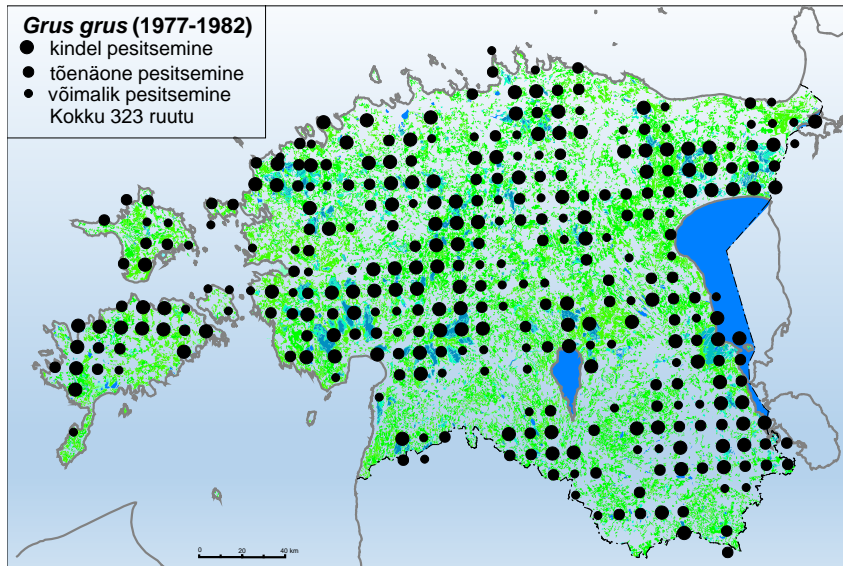 Grus grus (1977-1982)
kindel pesitsemine
tõenäone pesitsemine
võimalik pesitsemine
Kokku 323 ruutu
0 20 40 km